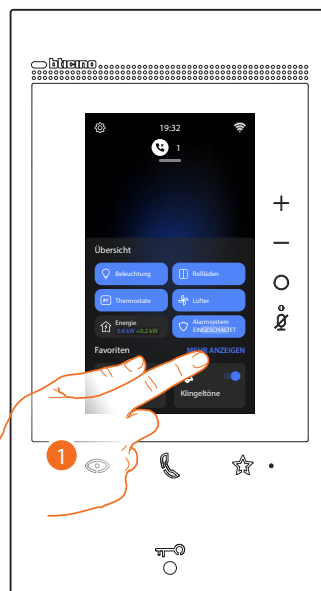 bticino
19:32
1
Übersicht
Beleuchtung
Rollläden
Thermostate
Lüfter
Energie
0.8 kW +0.2 kW
Alarmsystem
EINGESCHALTET
Favoriten
MEHR ANZEIGEN
Klingeltöne
1